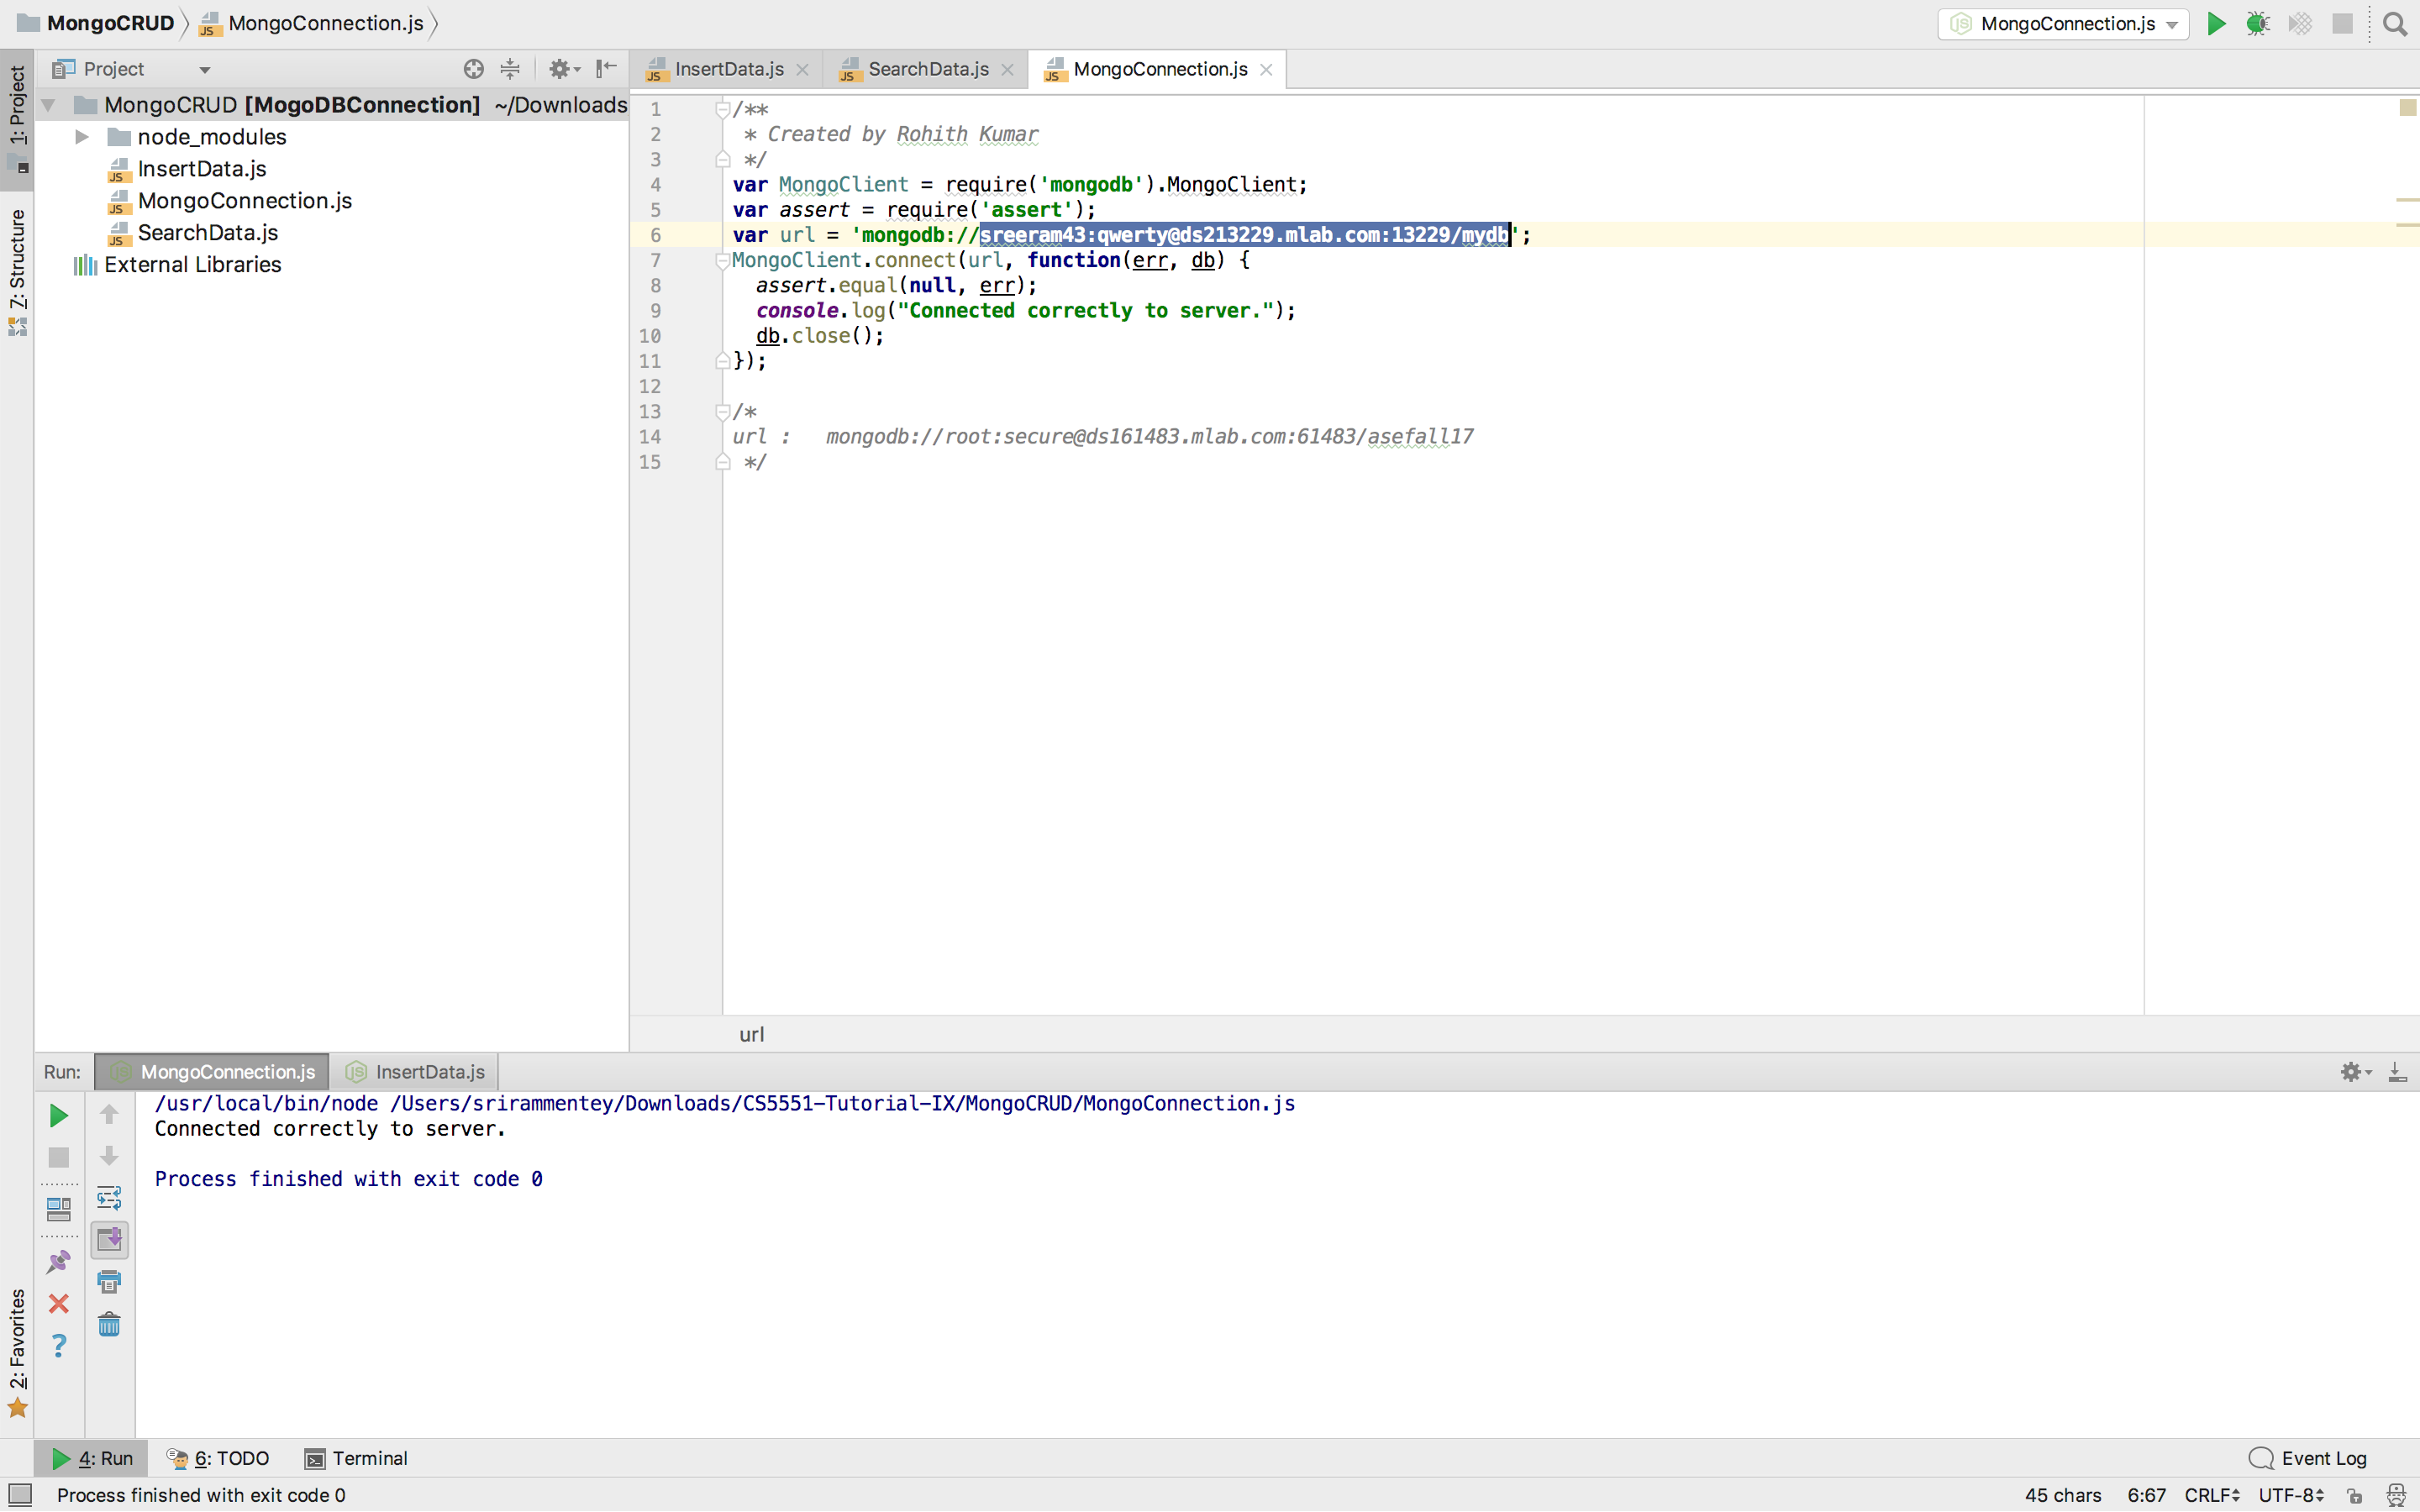 MongoCRUD MongoConnection.js MongoConnection.js
Project InsertData.js SearchData.js MongoConnection.js
1: Project
7: Structure
2: Favorites
MongoCRUD [MogoDBConnection] ~/Downloads
node_modules
InsertData.js
MongoConnection.js
SearchData.js
External Libraries
1 /**
2 * Created by Rohith Kumar
3 */
4 var MongoClient = require('mongodb').MongoClient;
5 var assert = require('assert');
6 var url = 'mongodb://sreeram43:qwerty@ds213229.mlab.com:13229/mydb';
7 MongoClient.connect(url, function(err, db) {
8 assert.equal(null, err);
9 console.log("Connected correctly to server.");
10 db.close();
11 });
12
13 /*
14 url : mongodb://root:secure@ds161483.mlab.com:61483/asefall17
15 */
url
Run: MongoConnection.js InsertData.js
/usr/local/bin/node /Users/srirammentey/Downloads/CS5551-Tutorial-IX/MongoCRUD/MongoConnection.js
Connected correctly to server.
Process finished with exit code 0
4: Run 6: TODO Terminal Event Log
Process finished with exit code 0 45 chars 6:67 CRLF UTF-8